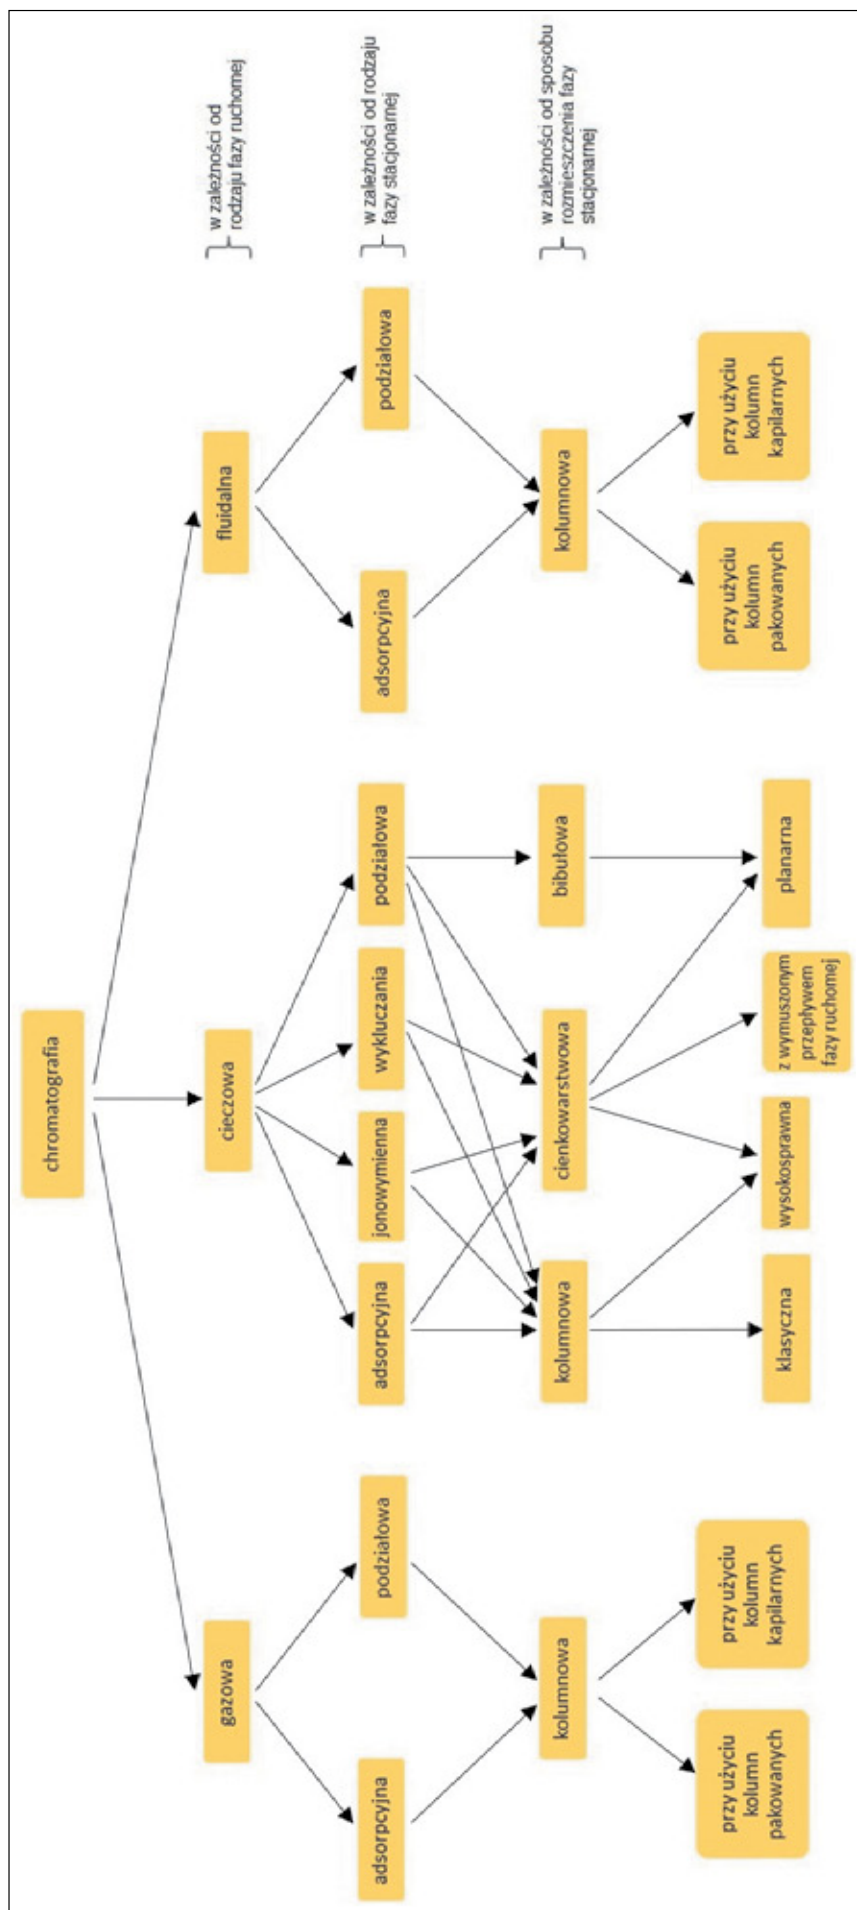 chromatografia
gazowa
cieczowa
fluidalna
w zależności od
rodzaju fazy ruchomej
adsorpcyjna
podziałowa
adsorpcyjna
jonowymienna
wykluczania
podziałowa
adsorpcyjna
podziałowa
w zależności od rodzaju
fazy stacjonarnej
kolumnowa
kolumnowa
cienkowarstwowa
bibułowa
kolumnowa
w zależności od sposobu
rozmieszczenia fazy
stacjonarnej
przy użyciu
kolumn
pakowanych
przy użyciu
kolumn
kapilarnych
klasyczna
wysokosprawna
z wymuszonym
przepływem
fazy ruchomej
planarna
przy użyciu
kolumn
pakowanych
przy użyciu
kolumn
kapilarnych